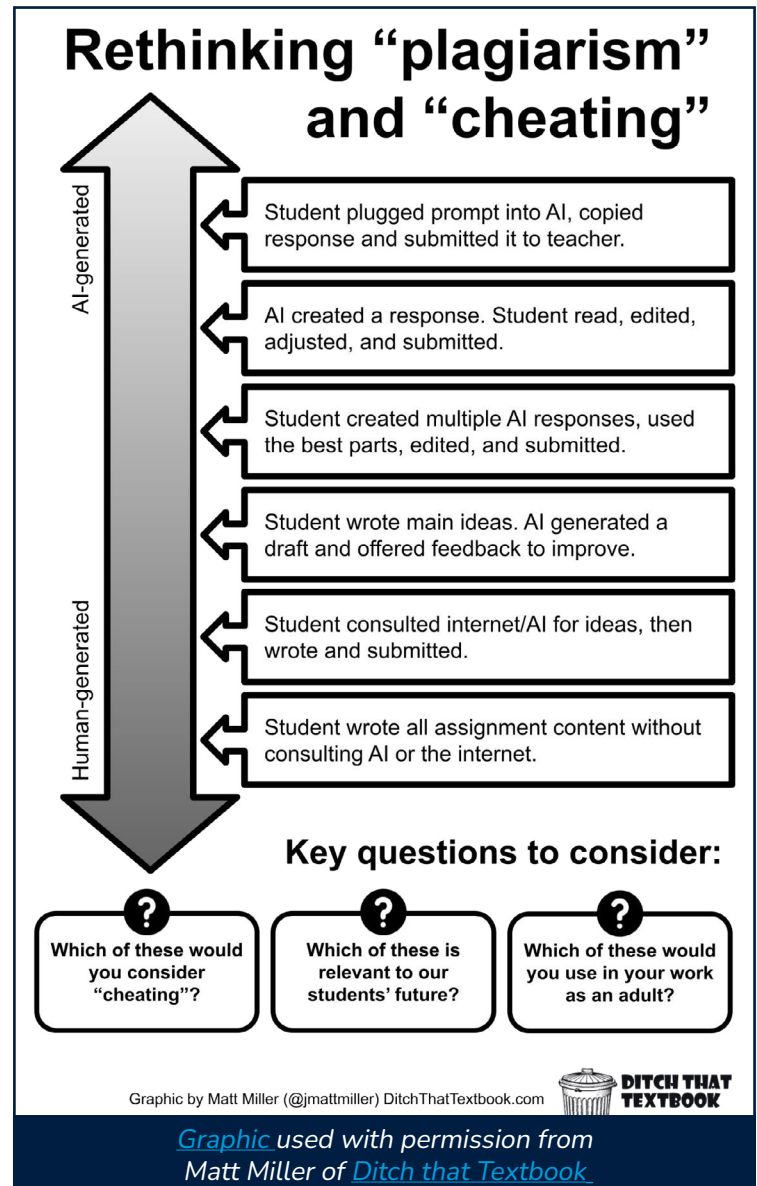 Rethinking “plagiarism”
and “cheating”
AI-generated
Student plugged prompt into AI, copied
response and submitted it to teacher.
AI created a response. Student read, edited,
adjusted, and submitted.
Student created multiple AI responses, used
the best parts, edited, and submitted.
Student wrote main ideas. AI generated a
draft and offered feedback to improve.
Human-generated
Student consulted internet/AI for ideas, then
wrote and submitted.
Student wrote all assignment content without
consulting AI or the internet.
Key questions to consider:
?
Which of these would
you consider
“cheating”?
?
Which of these is
relevant to our
students’ future?
?
Which of these would
you use in your work
as an adult?
Graphic by Matt Miller (@jmattmiller) DitchThatTextbook.com
DITCH THAT
TEXTBOOK
Graphic used with permission from
Matt Miller of Ditch that Textbook